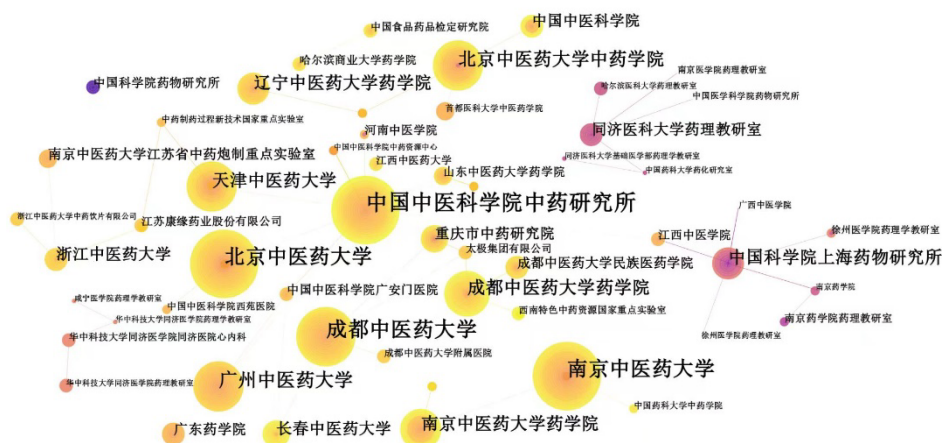 中国食品药品检定研究院
中国中医科学院
北京中医药大学中药学院
哈尔滨商业大学药学院
辽宁中医药大学药学院
中国科学院药物研究所
南京医学院药理教研室
哈尔滨医科大学药理教研室
中国医学科学院药物研究所
首都医科大学中医药学院
中药制药过程新技术国家重点实验室
河南中医学院
同济医科大学药理教研室
中国中医科学院中药资源中心
南京中医药大学江苏省中药炮制重点实验室
江西中医药大学
同济医科大学基础医学部药理学教研室
天津中医药大学
山东中医药大学药学院
中国药科大学中药化研究室
中国中医科学院中药研究所
广西中医学院
浙江中医药大学中药饮片有限公司
江苏康缘药业股份有限公司
重庆市中药研究院
江西中医学院
徐州医学院药理学教研室
太极集团有限公司
浙江中医药大学
北京中医药大学
成都中医药大学民族医药学院
中国科学院上海药物研究所
成都中医药大学药学院
中国中医科学院广安门医院
南京药学院
咸宁医学院药理学教研室
中国中医科学院西苑医院
西南特色中药资源国家重点实验室
华中科技大学同济医学院药理学教研室
南京药学院药理教研室
成都中医药大学
徐州医学院药理教研室
华中科技大学同济医学院同济医院心内科
成都中医药大学附属医院
南京中医药大学
广州中医药大学
华中科技大学同济医学院药理教研室
中国药科大学中药学院
广东药学院
长春中医药大学
南京中医药大学药学院